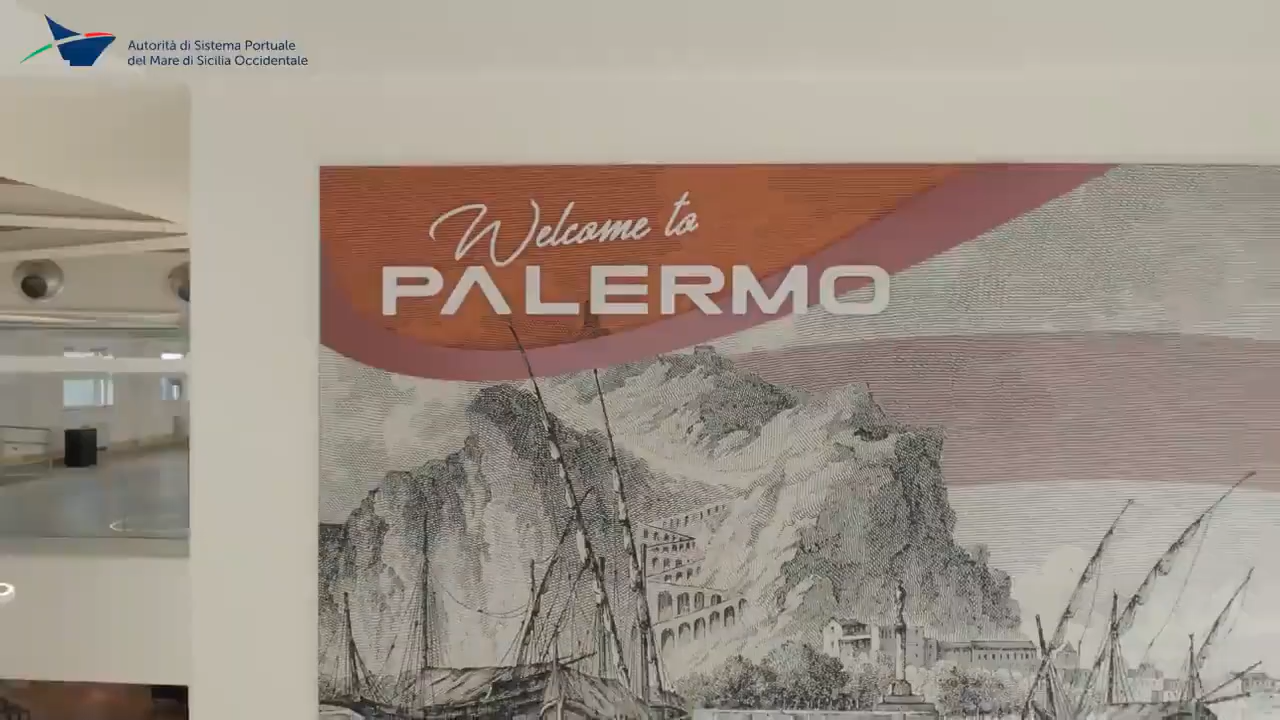 Autorità di Sistema Portuale
del Mare di Sicilia Occidentale
Welcome to
PALERMO